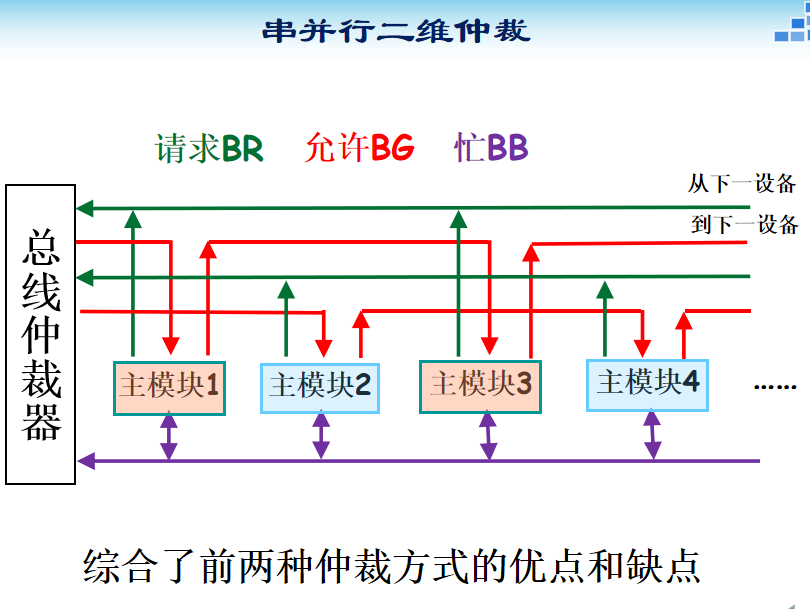 串并行二维仲裁
请求BR 允许BG 忙BB
从下一设备
到下一设备
总线仲裁器
主模块1 主模块2 主模块3 主模块4 ……
综合了前两种仲裁方式的优点和缺点